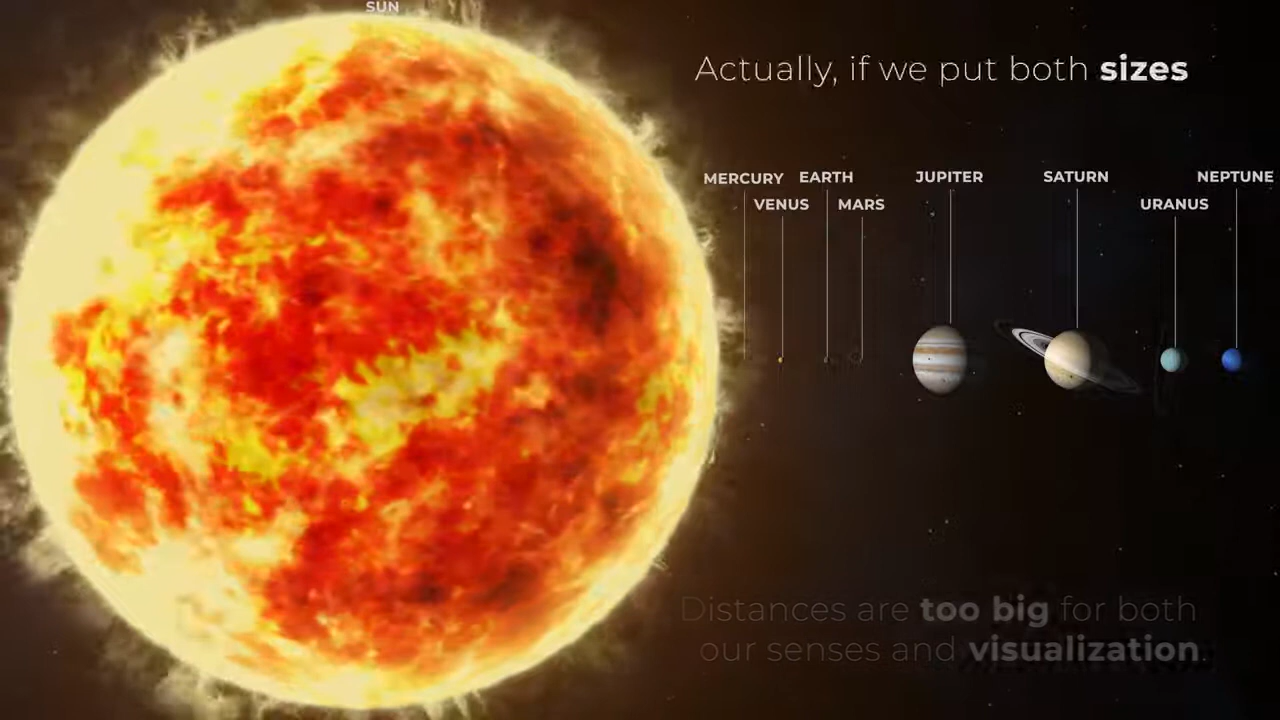 SUN
Actually, if we put both sizes
MERCURY EARTH JUPITER SATURN NEPTUNE
VENUS MARS URANUS
Distances are too big for both
our senses and visualization.